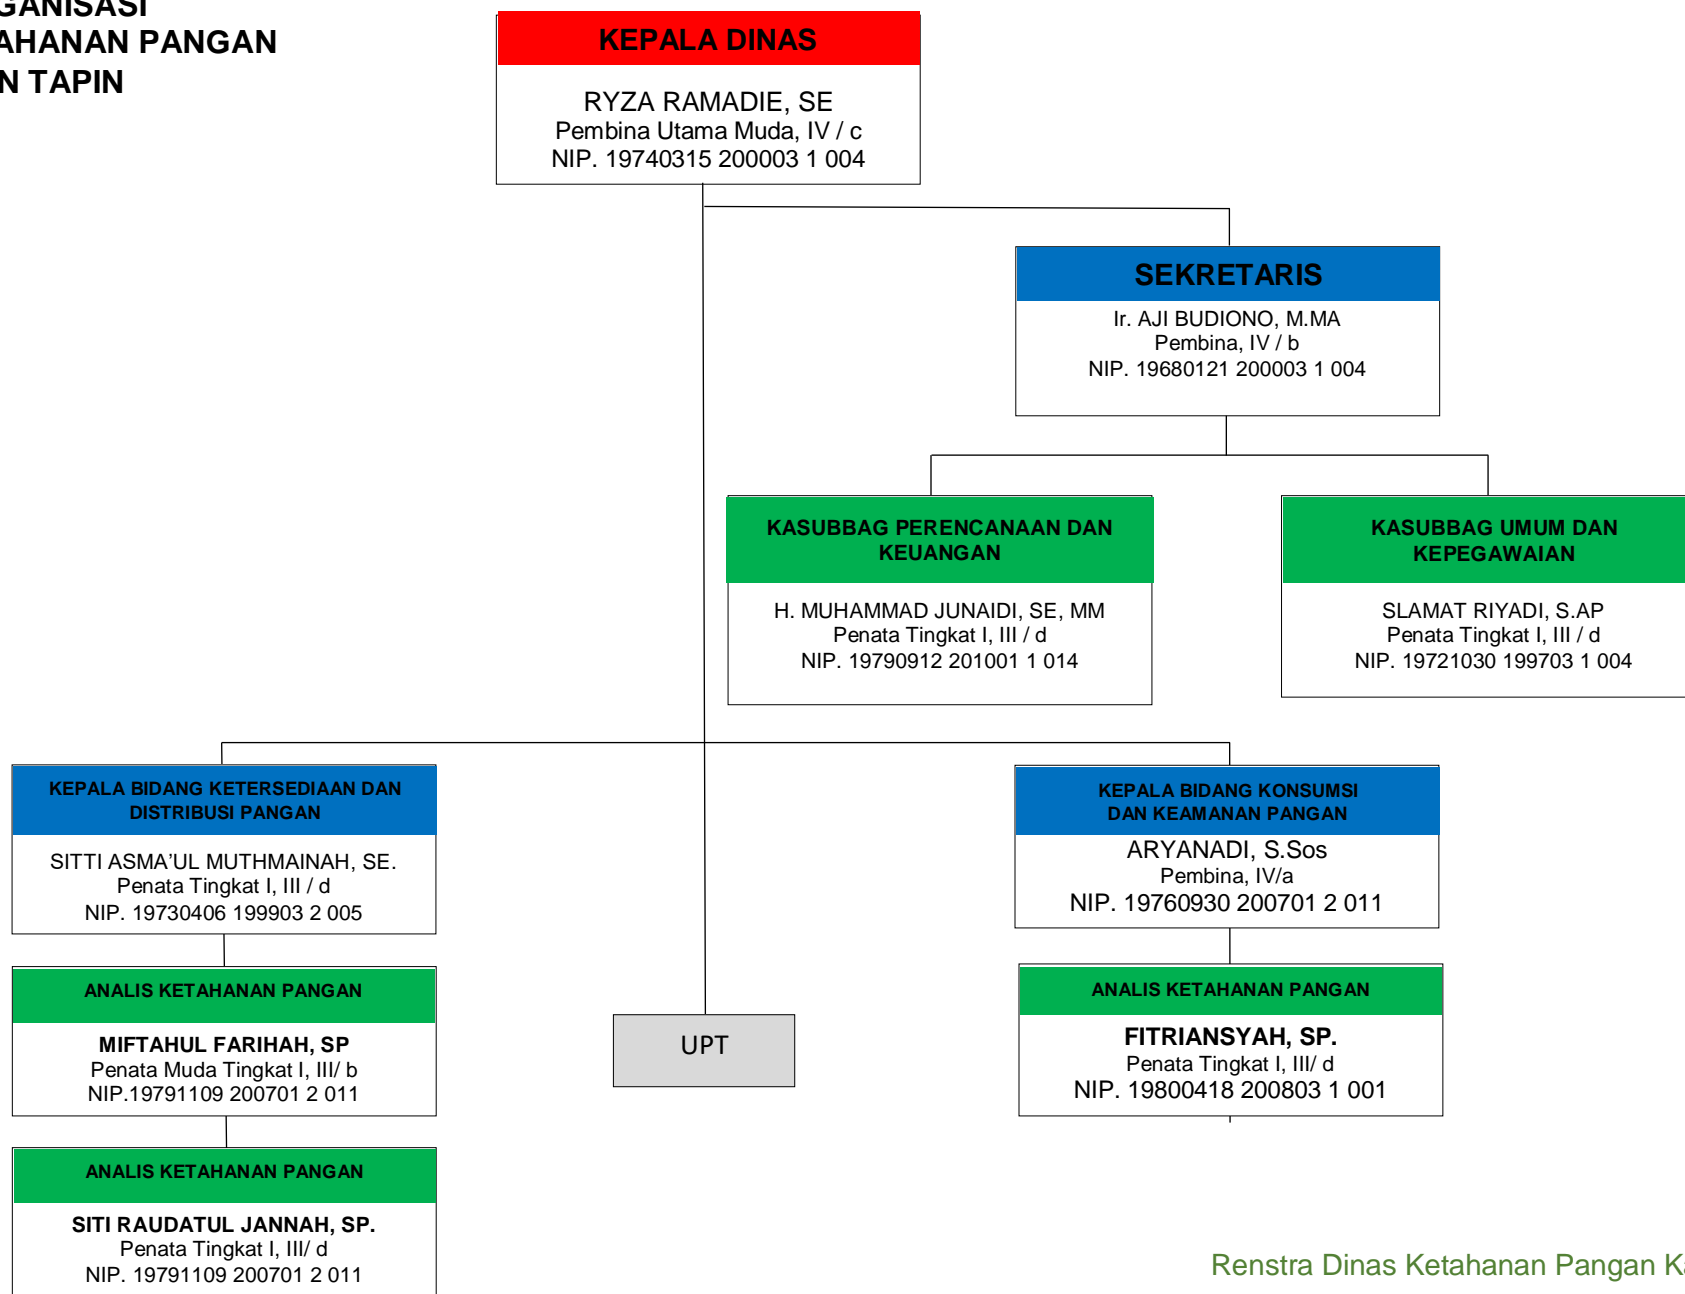 GANISASI
AHANAN PANGAN
N TAPIN
KEPALA DINAS
RYZA RAMADIE, SE
Pembina Utama Muda, IV / c
NIP. 19740315 200003 1 004
SEKRETARIS
Ir. AJI BUDIONO, M.MA
Pembina, IV / b
NIP. 19680121 200003 1 004
KASUBBAG PERENCANAAN DAN
KEUANGAN
H. MUHAMMAD JUNAIDI, SE, MM
Penata Tingkat I, III / d
NIP. 19790912 201001 1 014
KASUBBAG UMUM DAN
KEPEGAWAIAN
SLAMAT RIYADI, S.AP
Penata Tingkat I, III / d
NIP. 19721030 199703 1 004
KEPALA BIDANG KETERSEDIAAN DAN
DISTRIBUSI PANGAN
SITTI ASMA’UL MUTHMAINAH, SE.
Penata Tingkat I, III / d
NIP. 19730406 199903 2 005
KEPALA BIDANG KONSUMSI
DAN KEAMANAN PANGAN
ARYANADI, S.Sos
Pembina, IV/a
NIP. 19760930 200701 2 011
ANALIS KETAHANAN PANGAN
MIFTAHUL FARIHAH, SP
Penata Muda Tingkat I, III/ b
NIP.19791109 200701 2 011
UPT
ANALIS KETAHANAN PANGAN
FITRIANSYAH, SP.
Penata Tingkat I, III/ d
NIP. 19800418 200803 1 001
ANALIS KETAHANAN PANGAN
SITI RAUDATUL JANNAH, SP.
Penata Tingkat I, III/ d
NIP. 19791109 200701 2 011
Renstra Dinas Ketahanan Pangan Ka